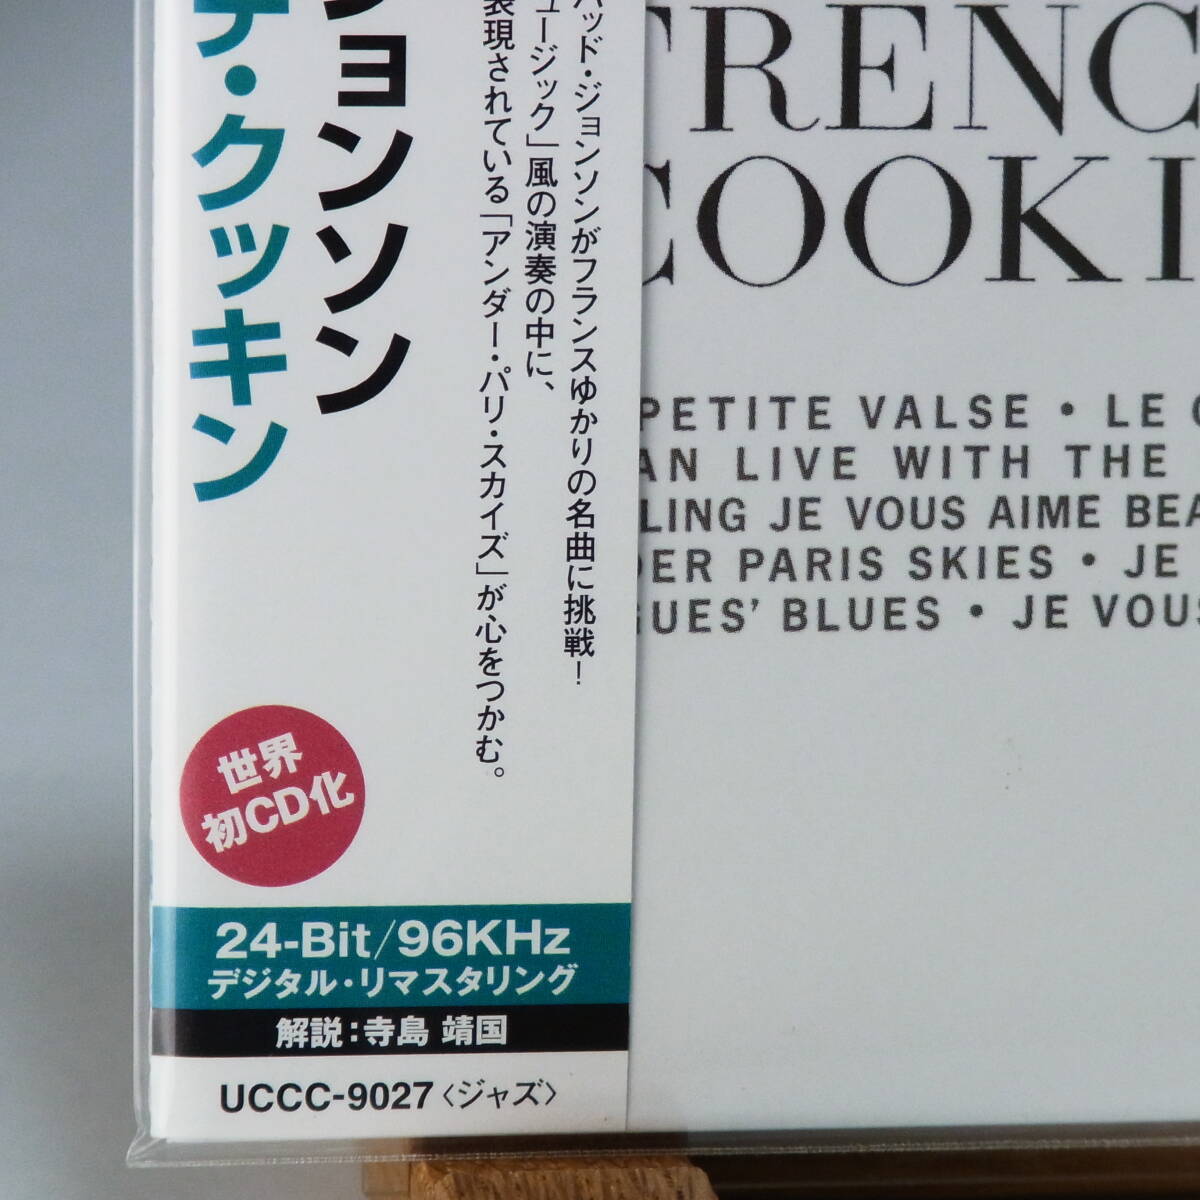 ョンソン
テ・クッキン
ハッド・ジョンソンがフランスゆかりの名曲に挑戦！
ュージック」風の演奏の中に、
表現されている「アンダー・パリ・スカイズ」が心をつかむ。
世界
初CD化
24-Bit/96KHz
デジタル・リマスタリング
解説：寺島 靖国
UCCC-9027〈ジャズ〉
FRENC
COOKI
PETITE VALSE • LE
AN LIVE WITH THE
LING JE VOUS AIME BEA
DER PARIS SKIES • JE
GUES' BLUES • JE VOUS